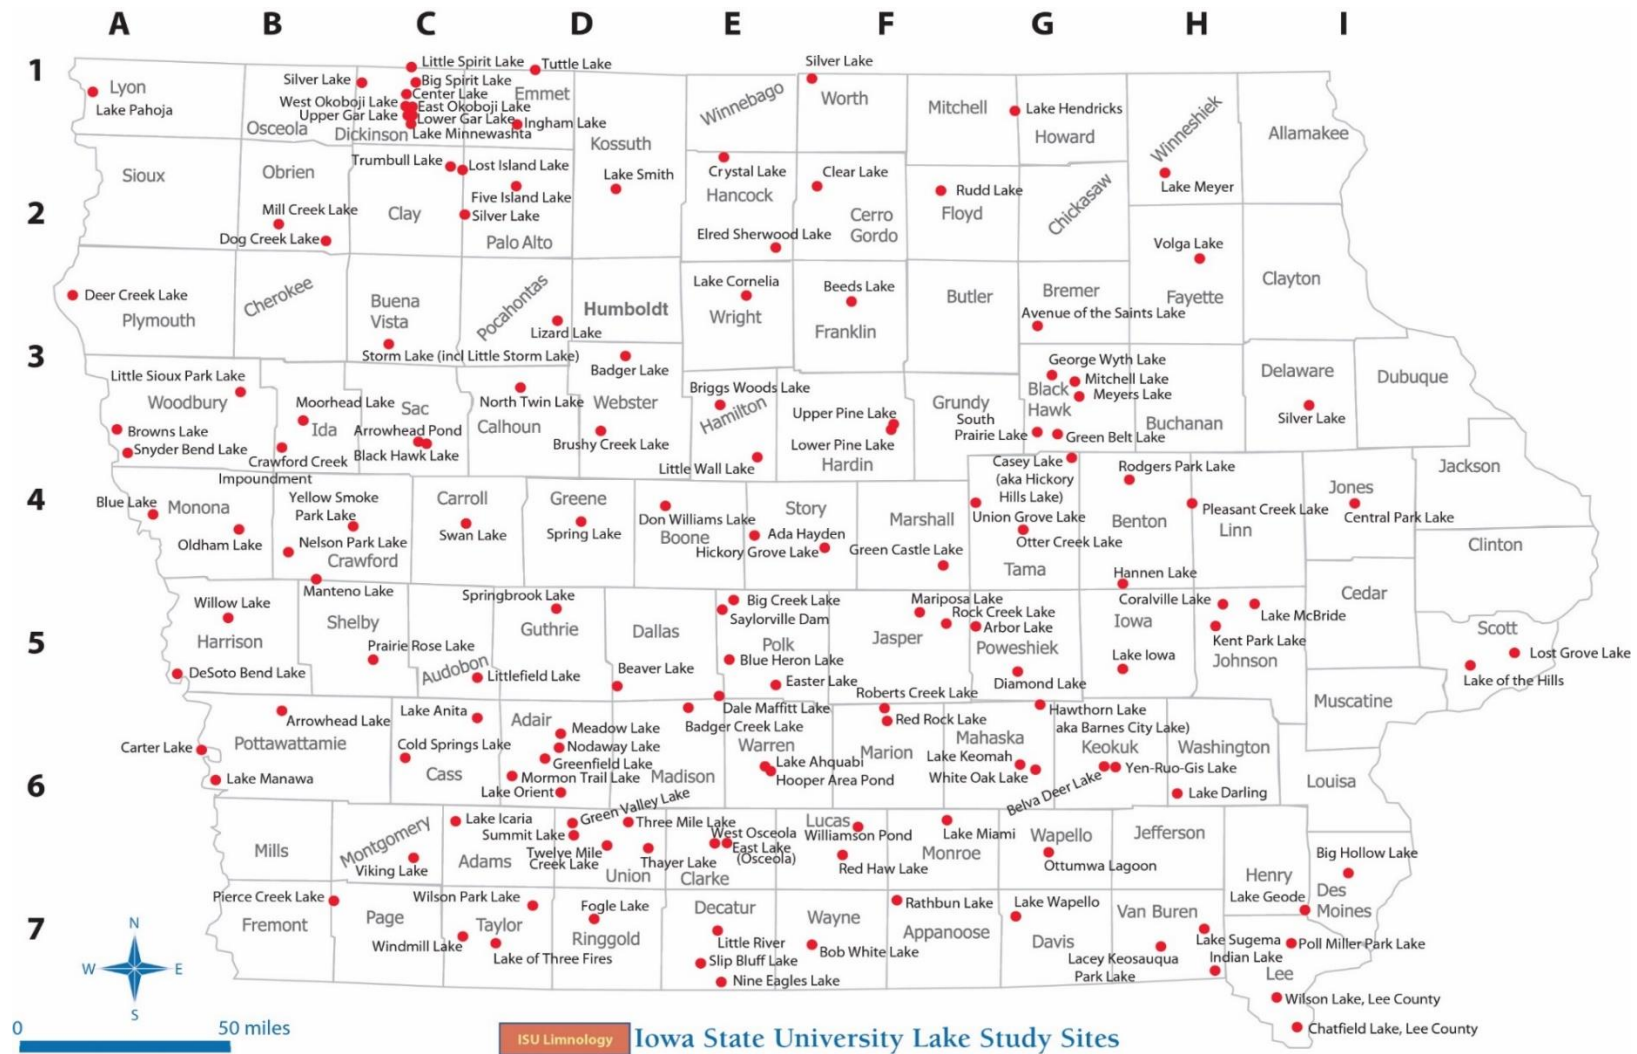 A B C D E F G H I
1
Little Spirit Lake
Tuttle Lake
Silver Lake
Lyon
Silver Lake
Big Spirit Lake
Lake Pahoja
Center Lake
Emmet
Winnebago
Worth
Mitchell
Lake Hendricks
West Okoboji Lake
East Okoboji Lake
Upper Gar Lake
Lower Gar Lake
Ingham Lake
Osceola
Dickinson
Lake Minnewashta
Kossuth
Howard
Winneshiek
Allamakee
Trumbull Lake
Lost Island Lake
Sioux
Obrien
Lake Smith
Crystal Lake
Clear Lake
Five Island Lake
Hancock
Rudd Lake
Chickasaw
Lake Meyer
2
Mill Creek Lake
Clay
Silver Lake
Cerro
Gordo
Floyd
Dog Creek Lake
Palo Alto
Elred Sherwood Lake
Volga Lake
Deer Creek Lake
Cherokee
Buena
Vista
Pocahontas
Humboldt
Lake Cornelia
Beeds Lake
Butler
Bremer
Fayette
Clayton
Plymouth
Lizard Lake
Wright
Franklin
Avenue of the Saints Lake
3
Storm Lake (incl Little Storm Lake)
Badger Lake
George Wyth Lake
Little Sioux Park Lake
Briggs Woods Lake
Mitchell Lake
Delaware
Dubuque
Woodbury
Moorhead Lake
Sac
North Twin Lake
Webster
Hamilton
Upper Pine Lake
Grundy
Black
Hawk
Meyers Lake
Browns Lake
Ida
Arrowhead Pond
Calhoun
South
Prairie Lake
Green Belt Lake
Buchanan
Silver Lake
Snyder Bend Lake
Black Hawk Lake
Brushy Creek Lake
Lower Pine Lake
Crawford Creek
Impoundment
Little Wall Lake
Hardin
Casey Lake
(aka Hickory
Hills Lake)
Rodgers Park Lake
Jackson
4
Blue Lake
Monona
Yellow Smoke
Park Lake
Carroll
Greene
Don Williams Lake
Story
Marshall
Union Grove Lake
Benton
Pleasant Creek Lake
Linn
Jones
Central Park Lake
Oldham Lake
Nelson Park Lake
Swan Lake
Spring Lake
Boone
Ada Hayden
Hickory Grove Lake
Green Castle Lake
Otter Creek Lake
Clinton
Crawford
Tama
Manteno Lake
Hannen Lake
Willow Lake
Springbrook Lake
Big Creek Lake
Mariposa Lake
Coralville Lake
Cedar
Saylorville Dam
Rock Creek Lake
Lake McBride
Harrison
Shelby
Guthrie
Dallas
Arbor Lake
Iowa
Scott
5
Prairie Rose Lake
Polk
Jasper
Poweshiek
Kent Park Lake
Johnson
Lost Grove Lake
DeSoto Bend Lake
Audobon
Littlefield Lake
Beaver Lake
Blue Heron Lake
Lake Iowa
Lake of the Hills
Easter Lake
Diamond Lake
Arrowhead Lake
Lake Anita
Adair
Dale Maffitt Lake
Roberts Creek Lake
Hawthorn Lake
aka Barnes City Lake)
Muscatine
Meadow Lake
Badger Creek Lake
Red Rock Lake
Carter Lake
Pottawattamie
Cold Springs Lake
Nodaway Lake
Warren
Marion
Mahaska
Keokuk
Washington
Greenfield Lake
Lake Ahquabi
Lake Keomah
Lake Manawa
Cass
Mormon Trail Lake
Madison
Hooper Area Pond
White Oak Lake
Yen-Ruo-Gis Lake
Louisa
6
Lake Orient
Belva Deer Lake
Lake Darling
Green Valley Lake
Montgomery
Lake Icaria
Three Mile Lake
West Osceola
Lucas
Williamson Pond
Lake Miami
Wapello
Jefferson
Mills
Summit Lake
East Lake
(Osceola)
Viking Lake
Adams
Twelve Mile
Creek Lake
Thayer Lake
Red Haw Lake
Monroe
Ottumwa Lagoon
Big Hollow Lake
Union
Clarke
Henry
Pierce Creek Lake
Wilson Park Lake
Fogle Lake
Decatur
Wayne
Rathbun Lake
Lake Wapello
Van Buren
Lake Geode
Des
Moines
7
Fremont
Page
Taylor
Ringgold
Appanoose
Davis
Windmill Lake
Lake of Three Fires
Little River
Bob White Lake
Lacey Keosauqua
Park Lake
Lake Sugema
Indian Lake
Poll Miller Park Lake
Slip Bluff Lake
Lee
Nine Eagles Lake
Wilson Lake, Lee County
Chatfield Lake, Lee County
N
W E
S
0 50 miles
ISU Limnology Iowa State University Lake Study Sites